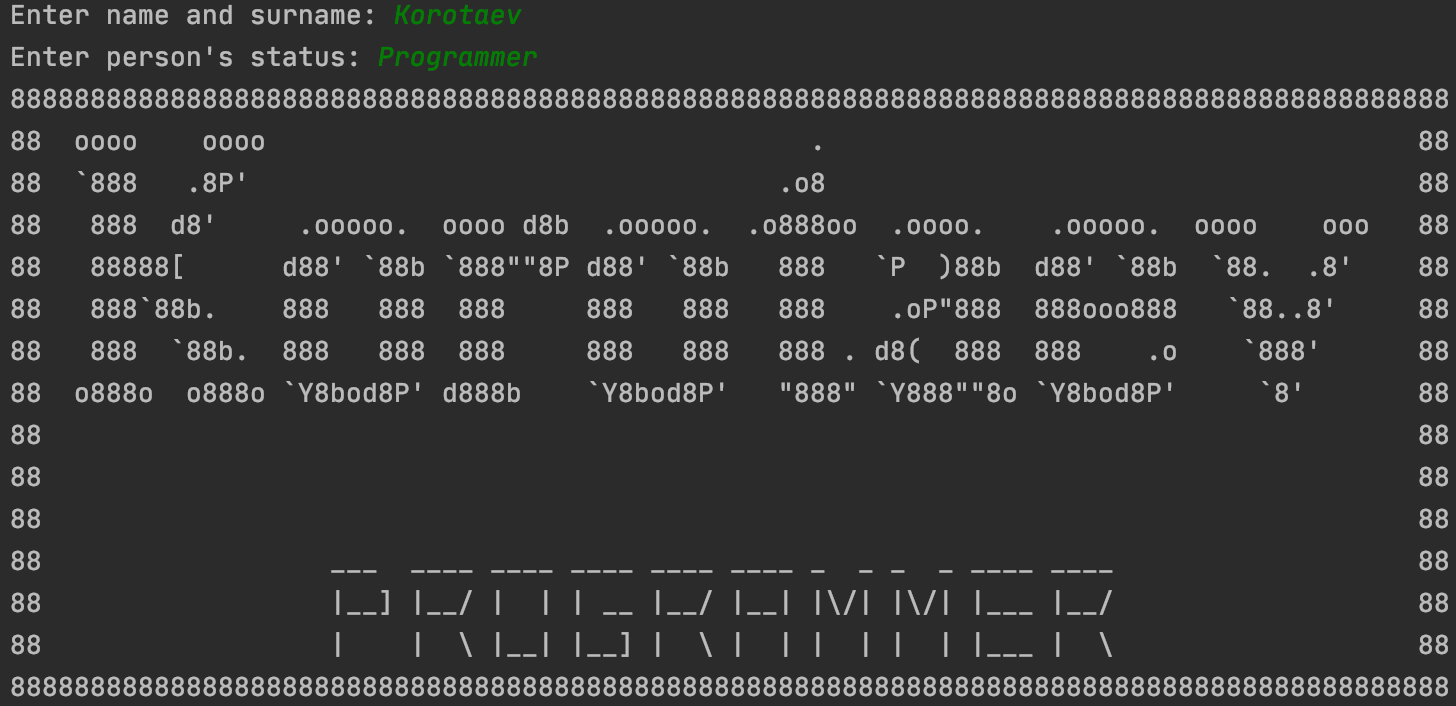 Enter name and surname: Korotaev
Enter person's status: Programmer
888888888888888888888888888888888888888888888888888888888888888888888888888888888888888888
88  oooo    oooo                                  .                                     88
88  `888   .8P'                                 .o8                                     88
88   888  d8'     .ooooo.  oooo d8b  .ooooo.  .o888oo  .oooo.    .ooooo.  oooo    ooo   88
88   88888[      d88' `88b `888""8P d88' `88b   888   `P  )88b  d88' `88b  `88.  .8'    88
88   888`88b.    888   888  888     888   888   888    .oP"888  888ooo888   `88..8'     88
88   888  `88b.  888   888  888     888   888   888 . d8(  888  888    .o    `888'      88
88  o888o  o888o `Y8bod8P' d888b    `Y8bod8P'   "888" `Y888""8o `Y8bod8P'     `8'       88
88                                                                                      88
88                                                                                      88
88                                                                                      88
88                  ___  ____ ____ ____ ____ ____ _  _ _  _ ____ ____                   88
88                  |__] |__/ |  | | __ |__/ |__| |\/| |\/| |___ |__/                   88
88                  |    |  \ |__| |__] |  \ |  | |  | |  | |___ |  \                   88
888888888888888888888888888888888888888888888888888888888888888888888888888888888888888888